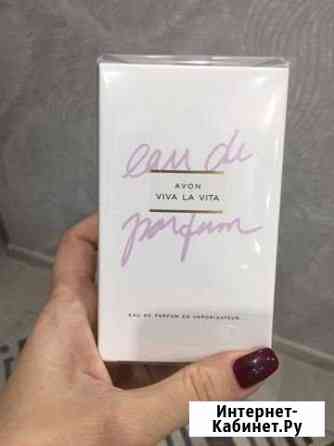 eau de
AVON
VIVA LA VITA
parfum
EAU DE PARFUM EN VAPORISATEUR
Интернет-
Кабинет.Ру